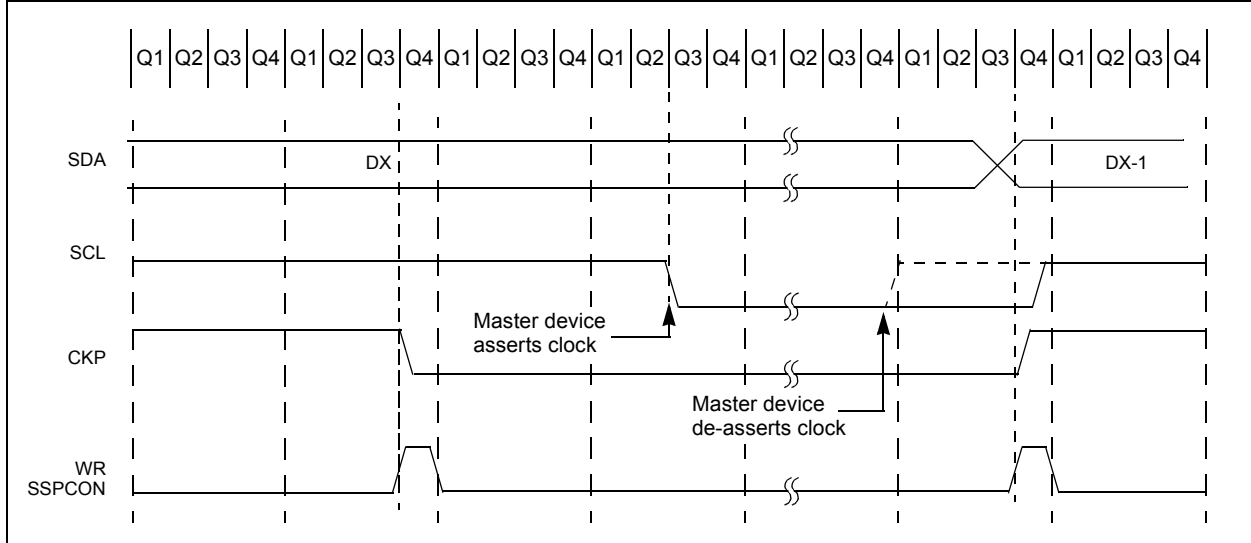 Q1 Q2 Q3 Q4 Q1 Q2 Q3 Q4 Q1 Q2 Q3 Q4 Q1 Q2 Q3 Q4 Q1 Q2 Q3 Q4 Q1 Q2 Q3 Q4 Q1 Q2 Q3 Q4
SDA
DX
DX-1
SCL
Master device
asserts clock
CKP
Master device
de-asserts clock
WR
SSPCON